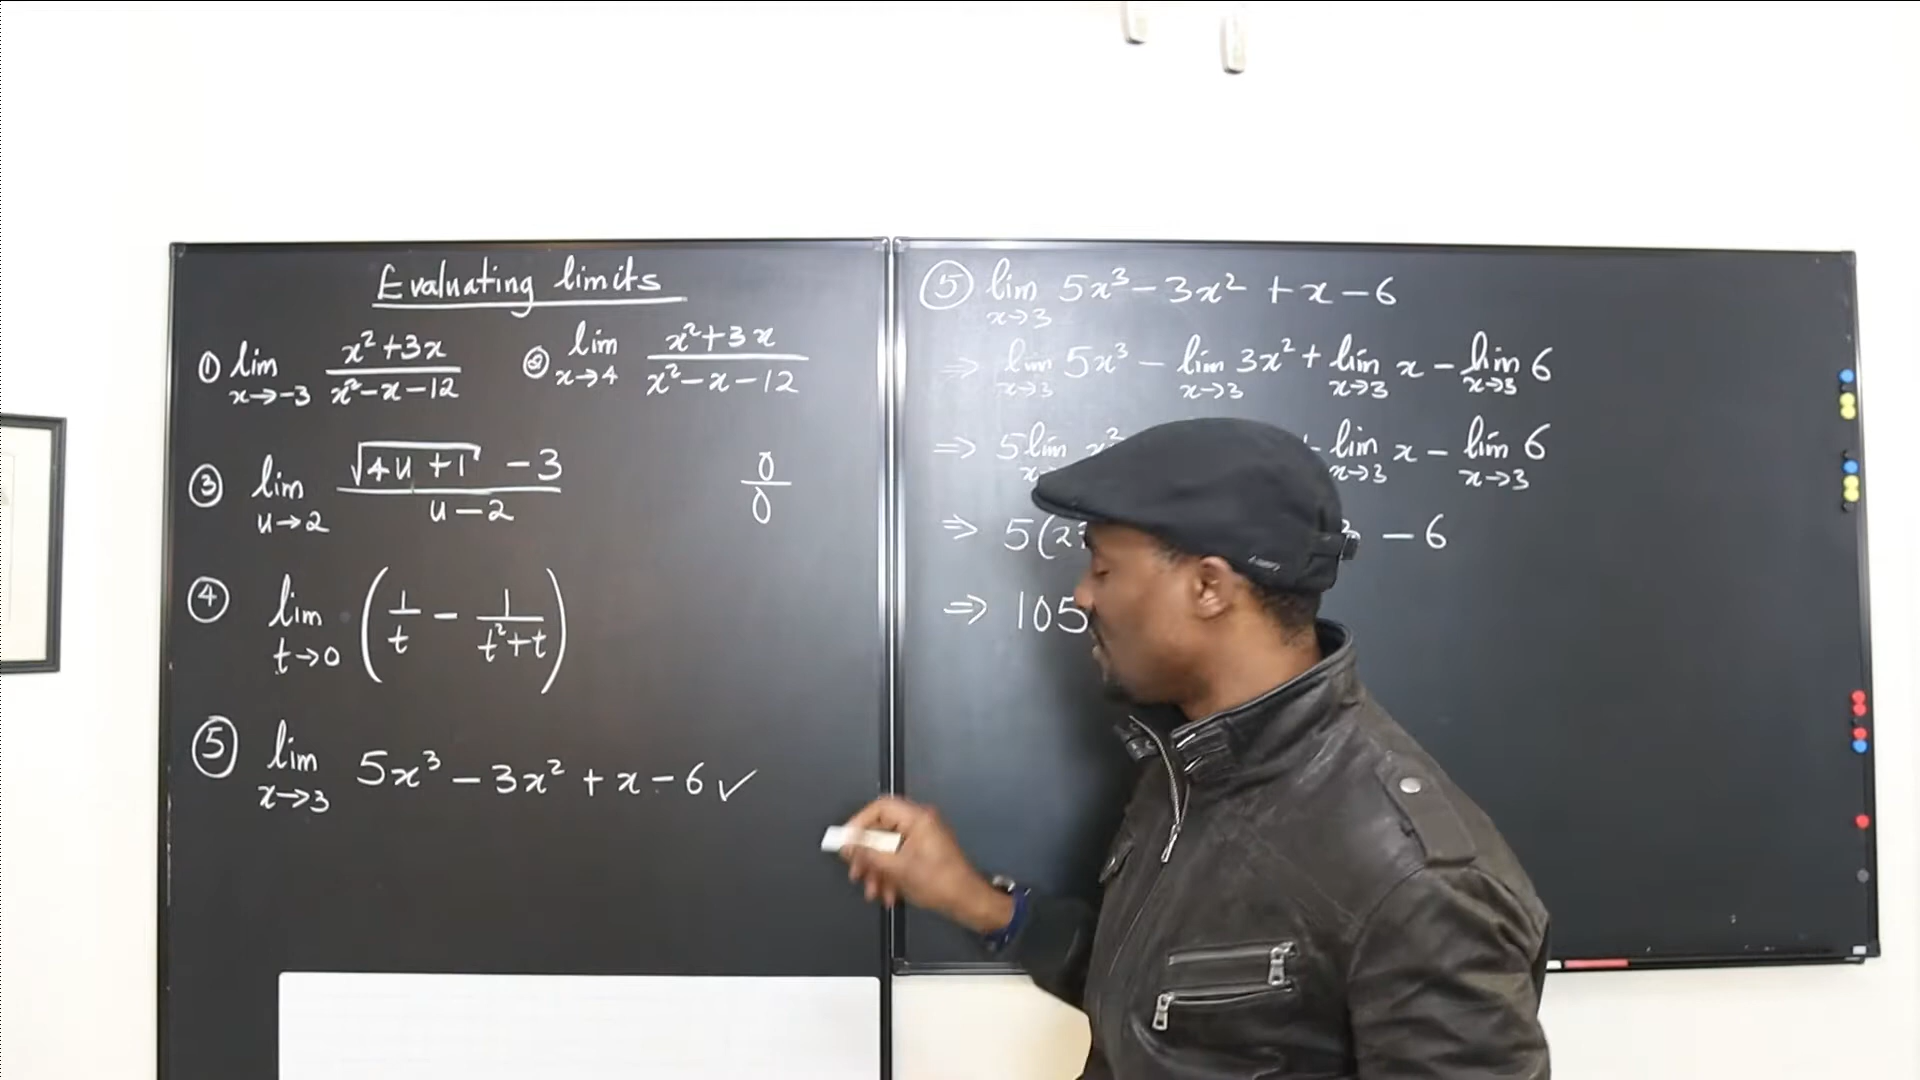 Evaluating limits
① lim x→-3 x²+3x / x²-x-12
② lim x→4 x²+3x / x²-x-12
③ lim u→2 √4u+1 - 3 / u-2
0/0
④ lim t→0 (1/t - 1/t²+t)
⑤ lim x→3 5x³ - 3x² + x - 6 ✓
⑤ lim x→3 5x³ - 3x² + x - 6
⇒ lim x→3 5x³ - lim x→3 3x² + lim x→3 x - lim x→3 6
⇒ 5 lim lim x→3 x - lim x→3 6
⇒ 5( - 6
⇒ 105